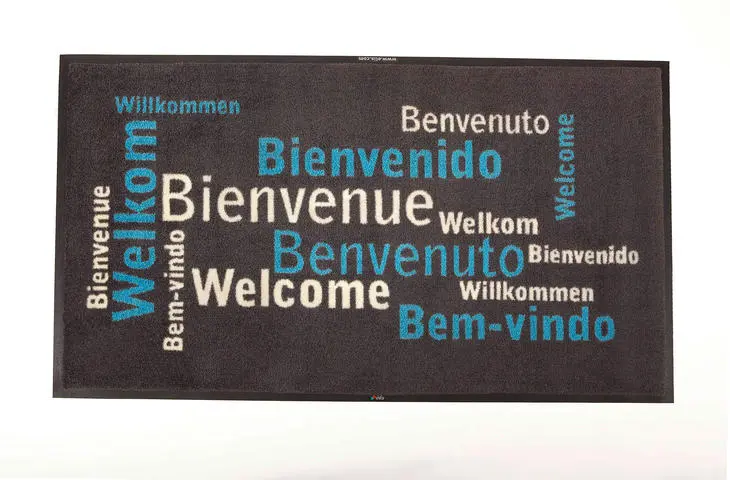 Willkommen
Benvenuto
Welcome
Bienvenido
Welkom
Bienvenue
Bienvenue
Welkom
Bem-vindo
Benvenuto
Bienvenido
Welcome
Willkommen
Bem-vindo